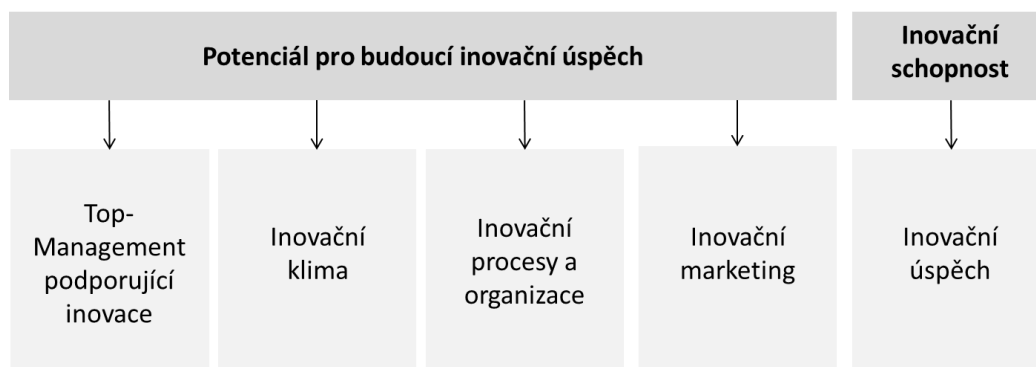 Potenciál pro budoucí inovační úspěch
Inovační
schopnost
Top-
Management
podporující
inovace
Inovační
klima
Inovační
procesy a
organizace
Inovační
marketing
Inovační
úspěch